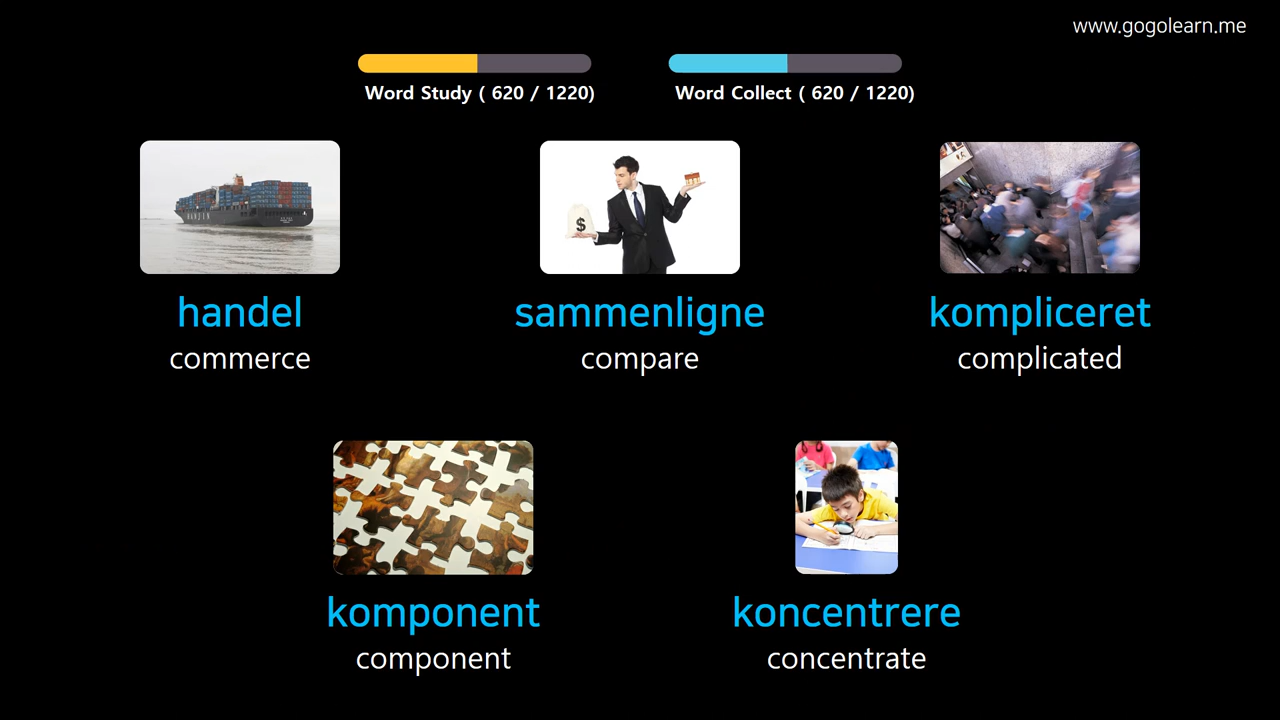 www.gogolearn.me
Word Study ( 620 / 1220)
Word Collect ( 620 / 1220)
HANJIN
$
handel
sammenligne
kompliceret
commerce
compare
complicated
komponent
koncentrere
component
concentrate